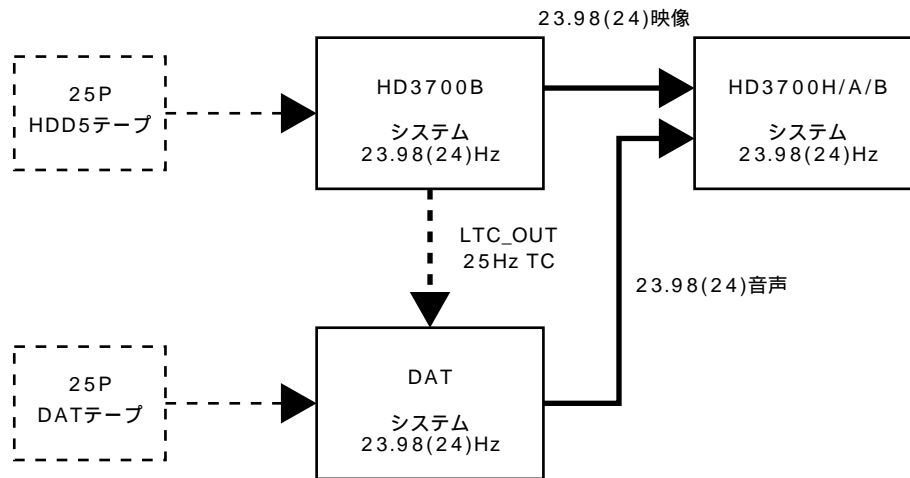 23.98(24)映像
25P
HDD5テープ
HD3700B
システム
23.98(24)Hz
HD3700H/A/B
システム
23.98(24)Hz
LTC_OUT
25Hz TC
23.98(24)音声
25P
DATテープ
DAT
システム
23.98(24)Hz